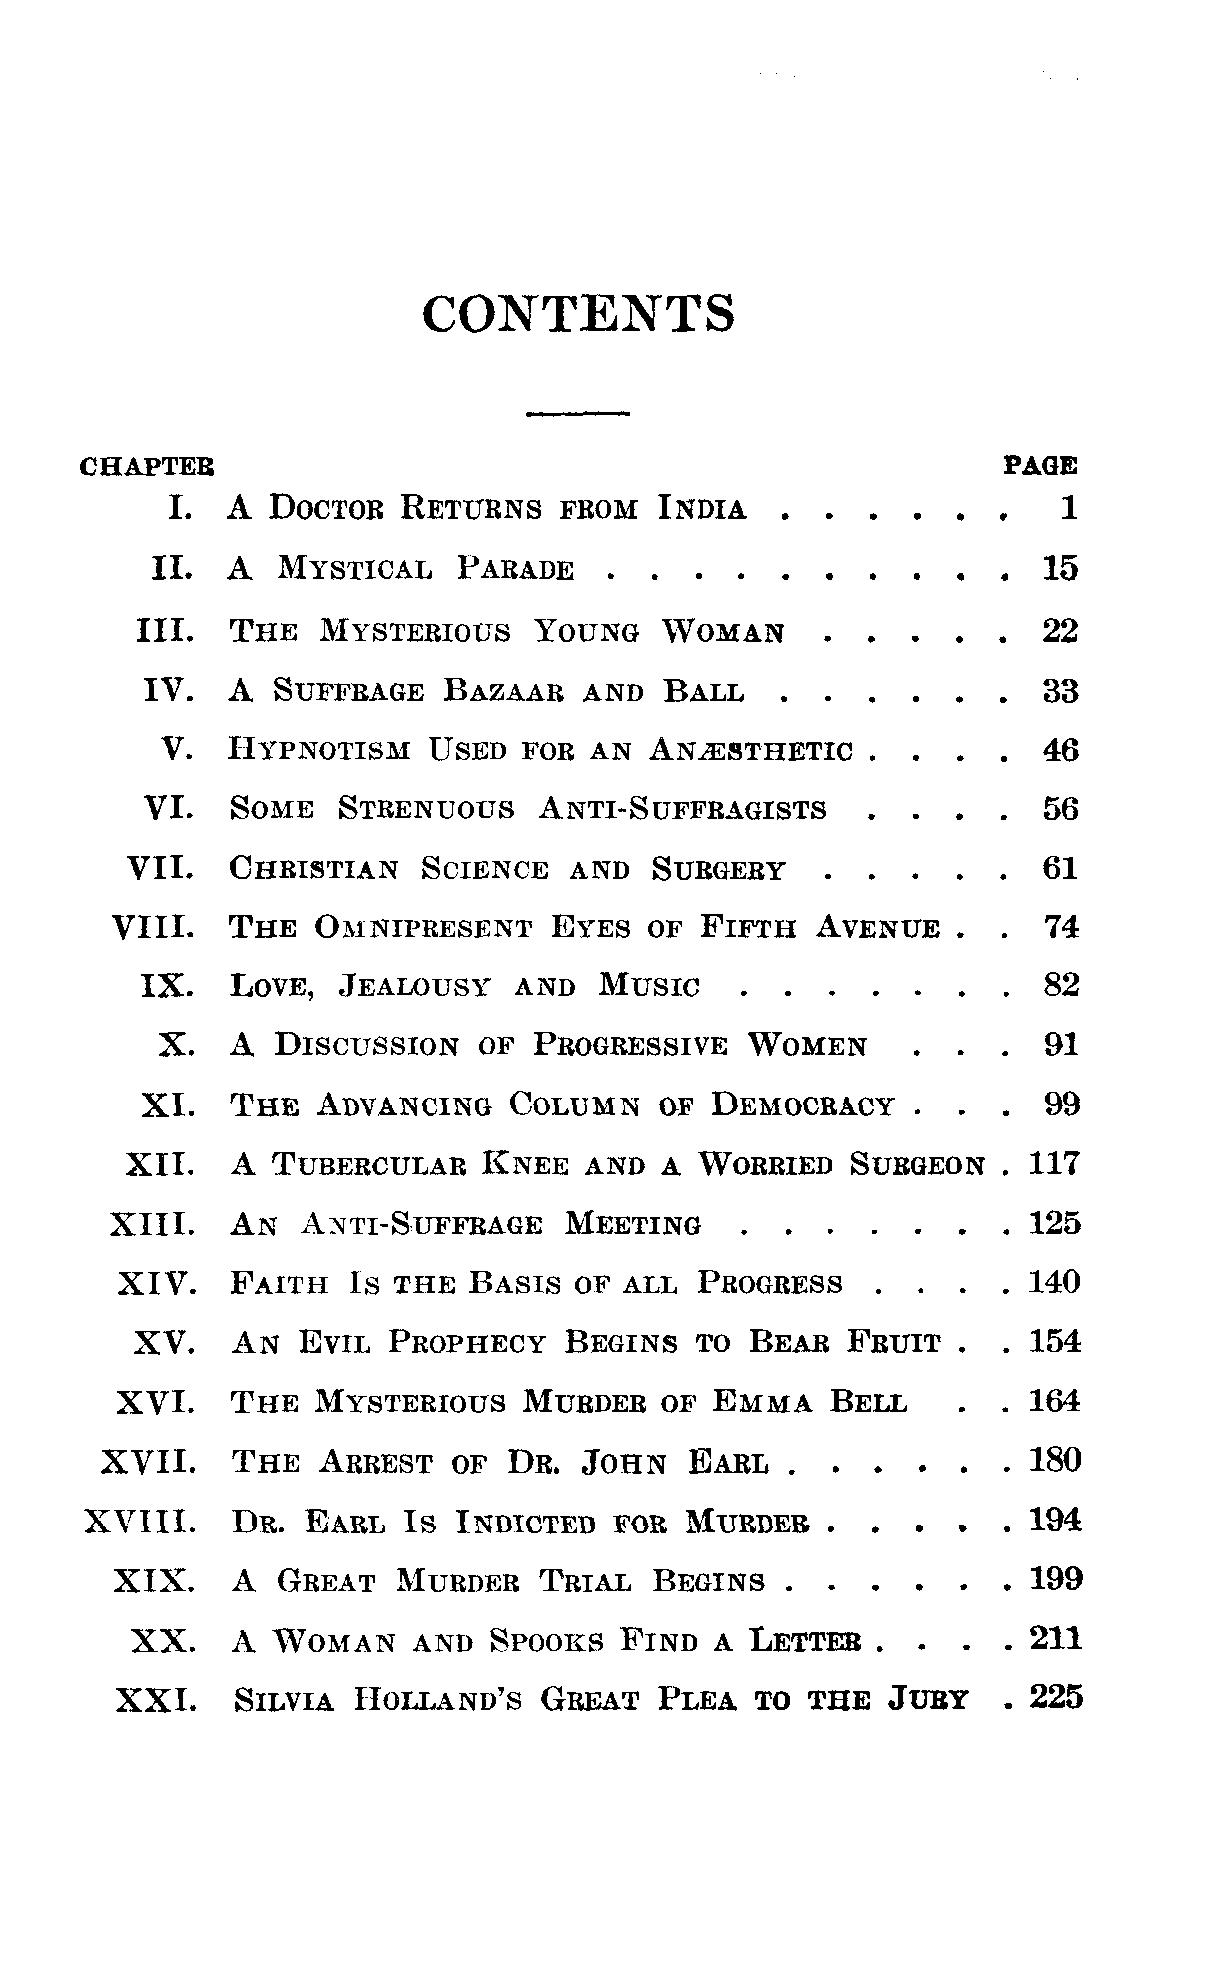 CONTENTS
CHAPTER PAGE
I. A Doctor Returns from India . . . . . . 1
II. A Mystical Parade . . . . . . . . . . 15
III. The Mysterious Young Woman . . . . . 22
IV. A Suffrage Bazaar and Ball . . . . . . 33
V. Hypnotism Used for an Anæsthetic . . . . 46
VI. Some Strenuous Anti-Suffragists . . . . 56
VII. Christian Science and Surgery . . . . . 61
VIII. The Omnipresent Eyes of Fifth Avenue . . 74
IX. Love, Jealousy and Music . . . . . . . 82
X. A Discussion of Progressive Women . . . 91
XI. The Advancing Column of Democracy . . . 99
XII. A Tubercular Knee and a Worried Surgeon . 117
XIII. An Anti-Suffrage Meeting . . . . . . . 125
XIV. Faith Is the Basis of all Progress . . . . 140
XV. An Evil Prophecy Begins to Bear Fruit . . 154
XVI. The Mysterious Murder of Emma Bell . . 164
XVII. The Arrest of Dr. John Earl . . . . . . 180
XVIII. Dr. Earl Is Indicted for Murder . . . . . 194
XIX. A Great Murder Trial Begins . . . . . . 199
XX. A Woman and Spooks Find a Letter . . . . 211
XXI. Silvia Holland's Great Plea to the Jury . 225